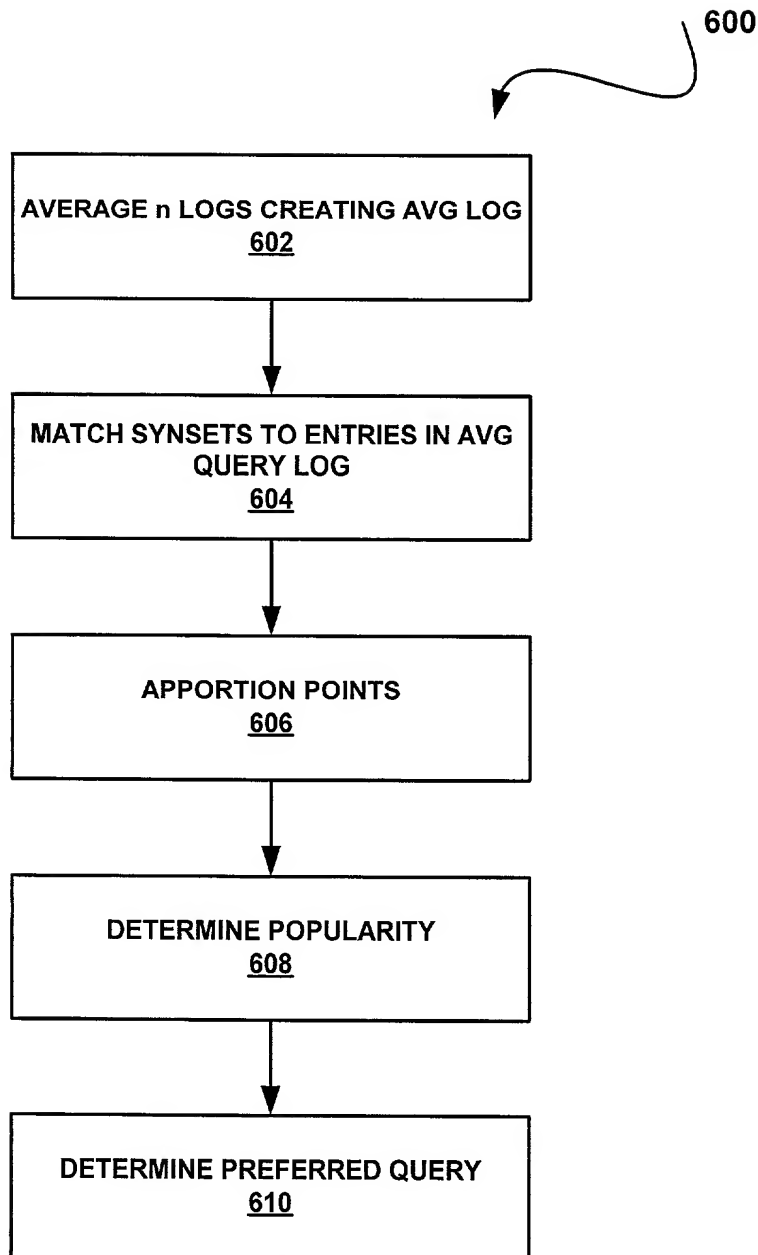 600
AVERAGE n LOGS CREATING AVG LOG
602
MATCH SYNSETS TO ENTRIES IN AVG
QUERY LOG
604
APPORTION POINTS
606
DETERMINE POPULARITY
608
DETERMINE PREFERRED QUERY
610